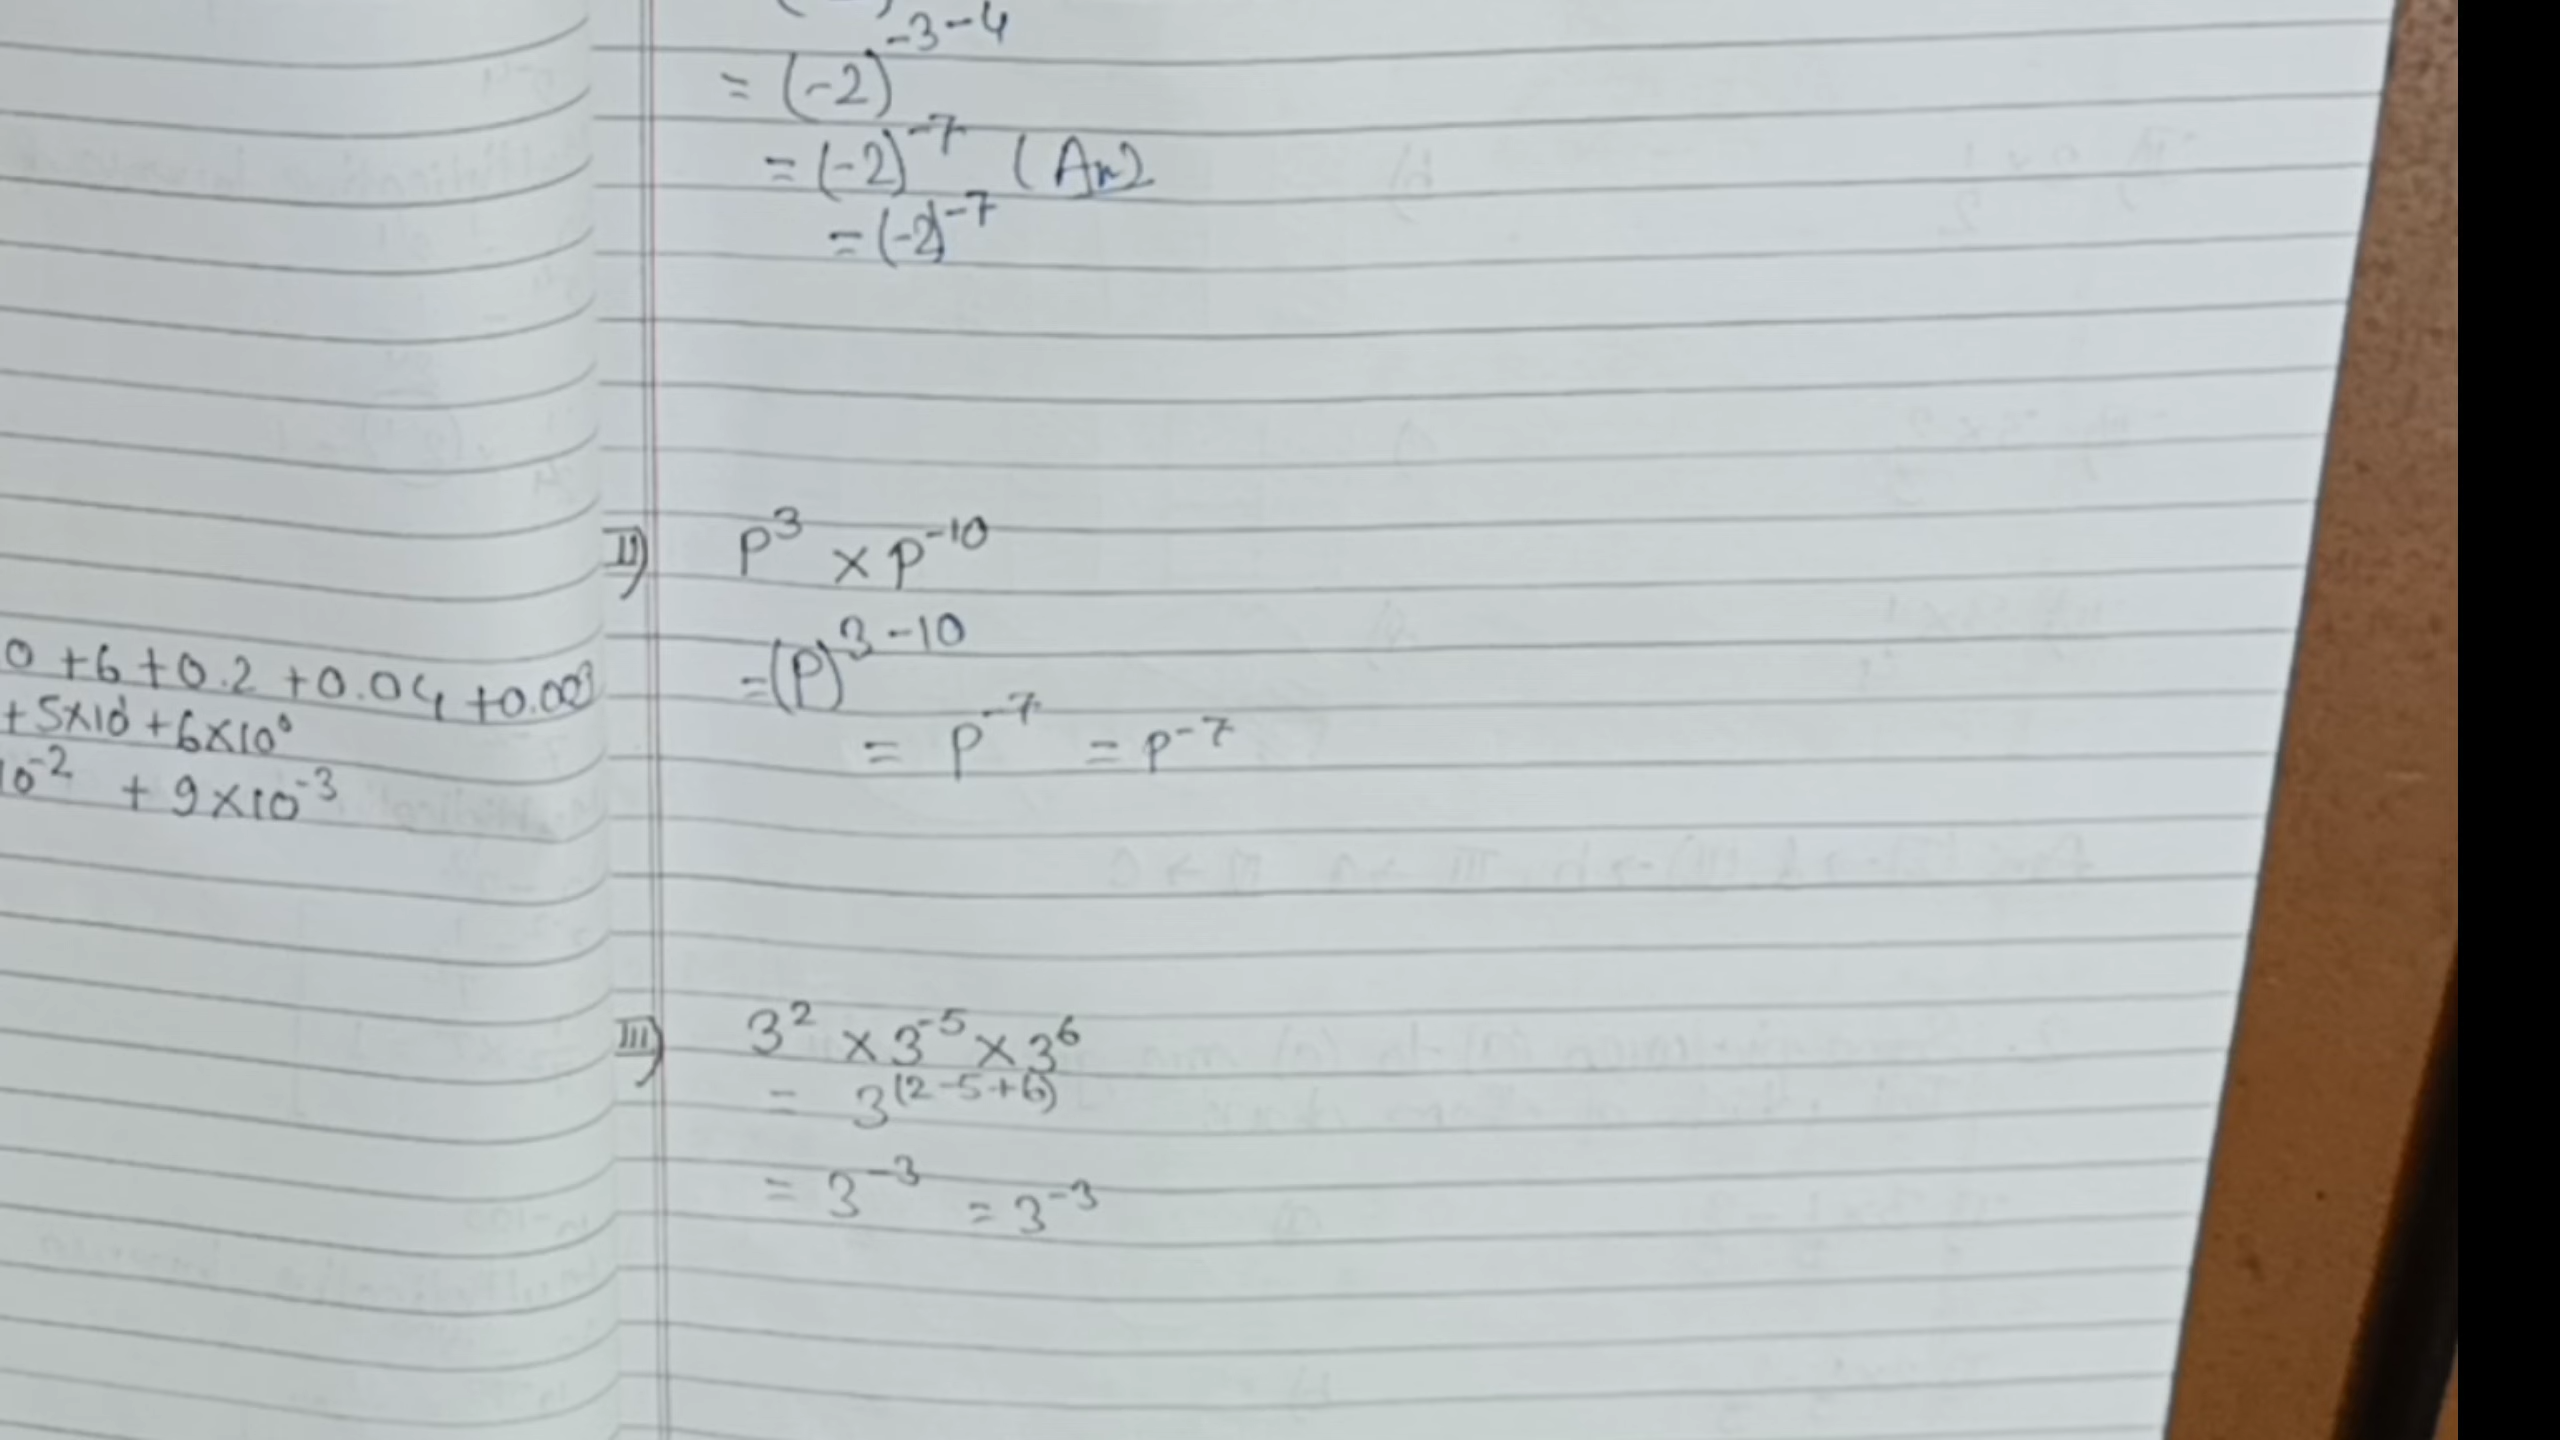 = (-2)^-3-4
= (-2)^-7 (An)
= (-2)^-7
II) P^3 × P^-10
= (P)^3-10
= P^-7 = P^-7
III) 3^2 × 3^-5 × 3^6
= 3^(2-5+6)
= 3^-3 = 3^-3
0 +6 +0.2 +0.04 +0.009
+5×10 +6×10^0
10^-2 + 9×10^-3